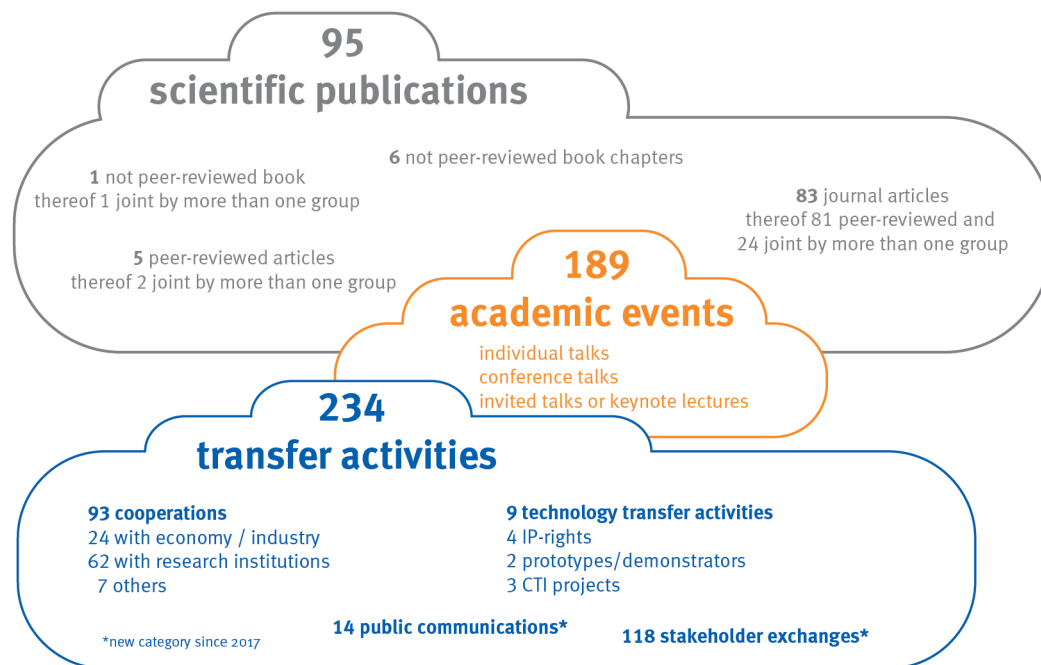 95
scientific publications
6 not peer-reviewed book chapters
1 not peer-reviewed book
thereof 1 joint by more than one group
83 journal articles
thereof 81 peer-reviewed and
24 joint by more than one group
5 peer-reviewed articles
thereof 2 joint by more than one group
189
academic events
individual talks
conference talks
invited talks or keynote lectures
234
transfer activities
93 cooperations
24 with economy / industry
62 with research institutions
7 others
9 technology transfer activities
4 IP-rights
2 prototypes/demonstrators
3 CTI projects
14 public communications*
118 stakeholder exchanges*
*new category since 2017